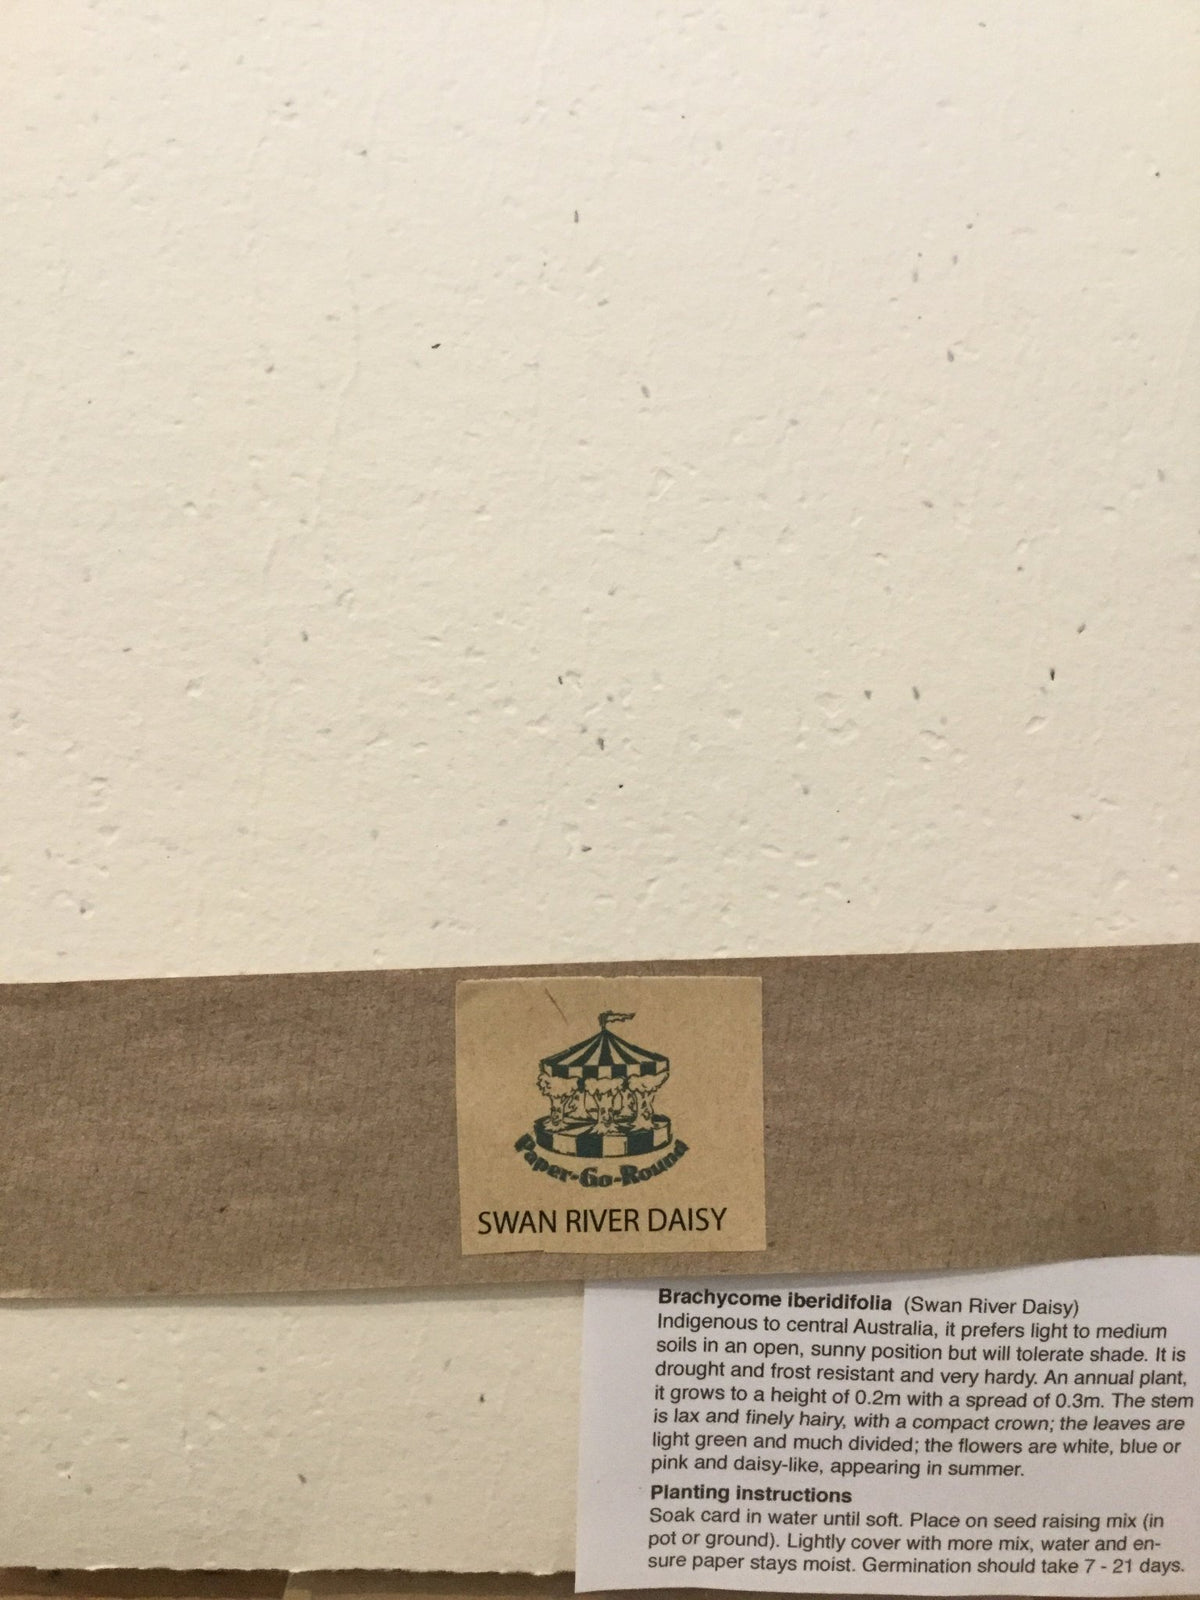 Paper-Go-Round
SWAN RIVER DAISY
Brachycome iberidifolia (Swan River Daisy)
Indigenous to central Australia, it prefers light to medium
soils in an open, sunny position but will tolerate shade. It is
drought and frost resistant and very hardy. An annual plant,
it grows to a height of 0.2m with a spread of 0.3m. The stem
is lax and finely hairy, with a compact crown; the leaves are
light green and much divided; the flowers are white, blue or
pink and daisy-like, appearing in summer.
Planting instructions
Soak card in water until soft. Place on seed raising mix (in
pot or ground). Lightly cover with more mix, water and en-
sure paper stays moist. Germination should take 7 - 21 days.